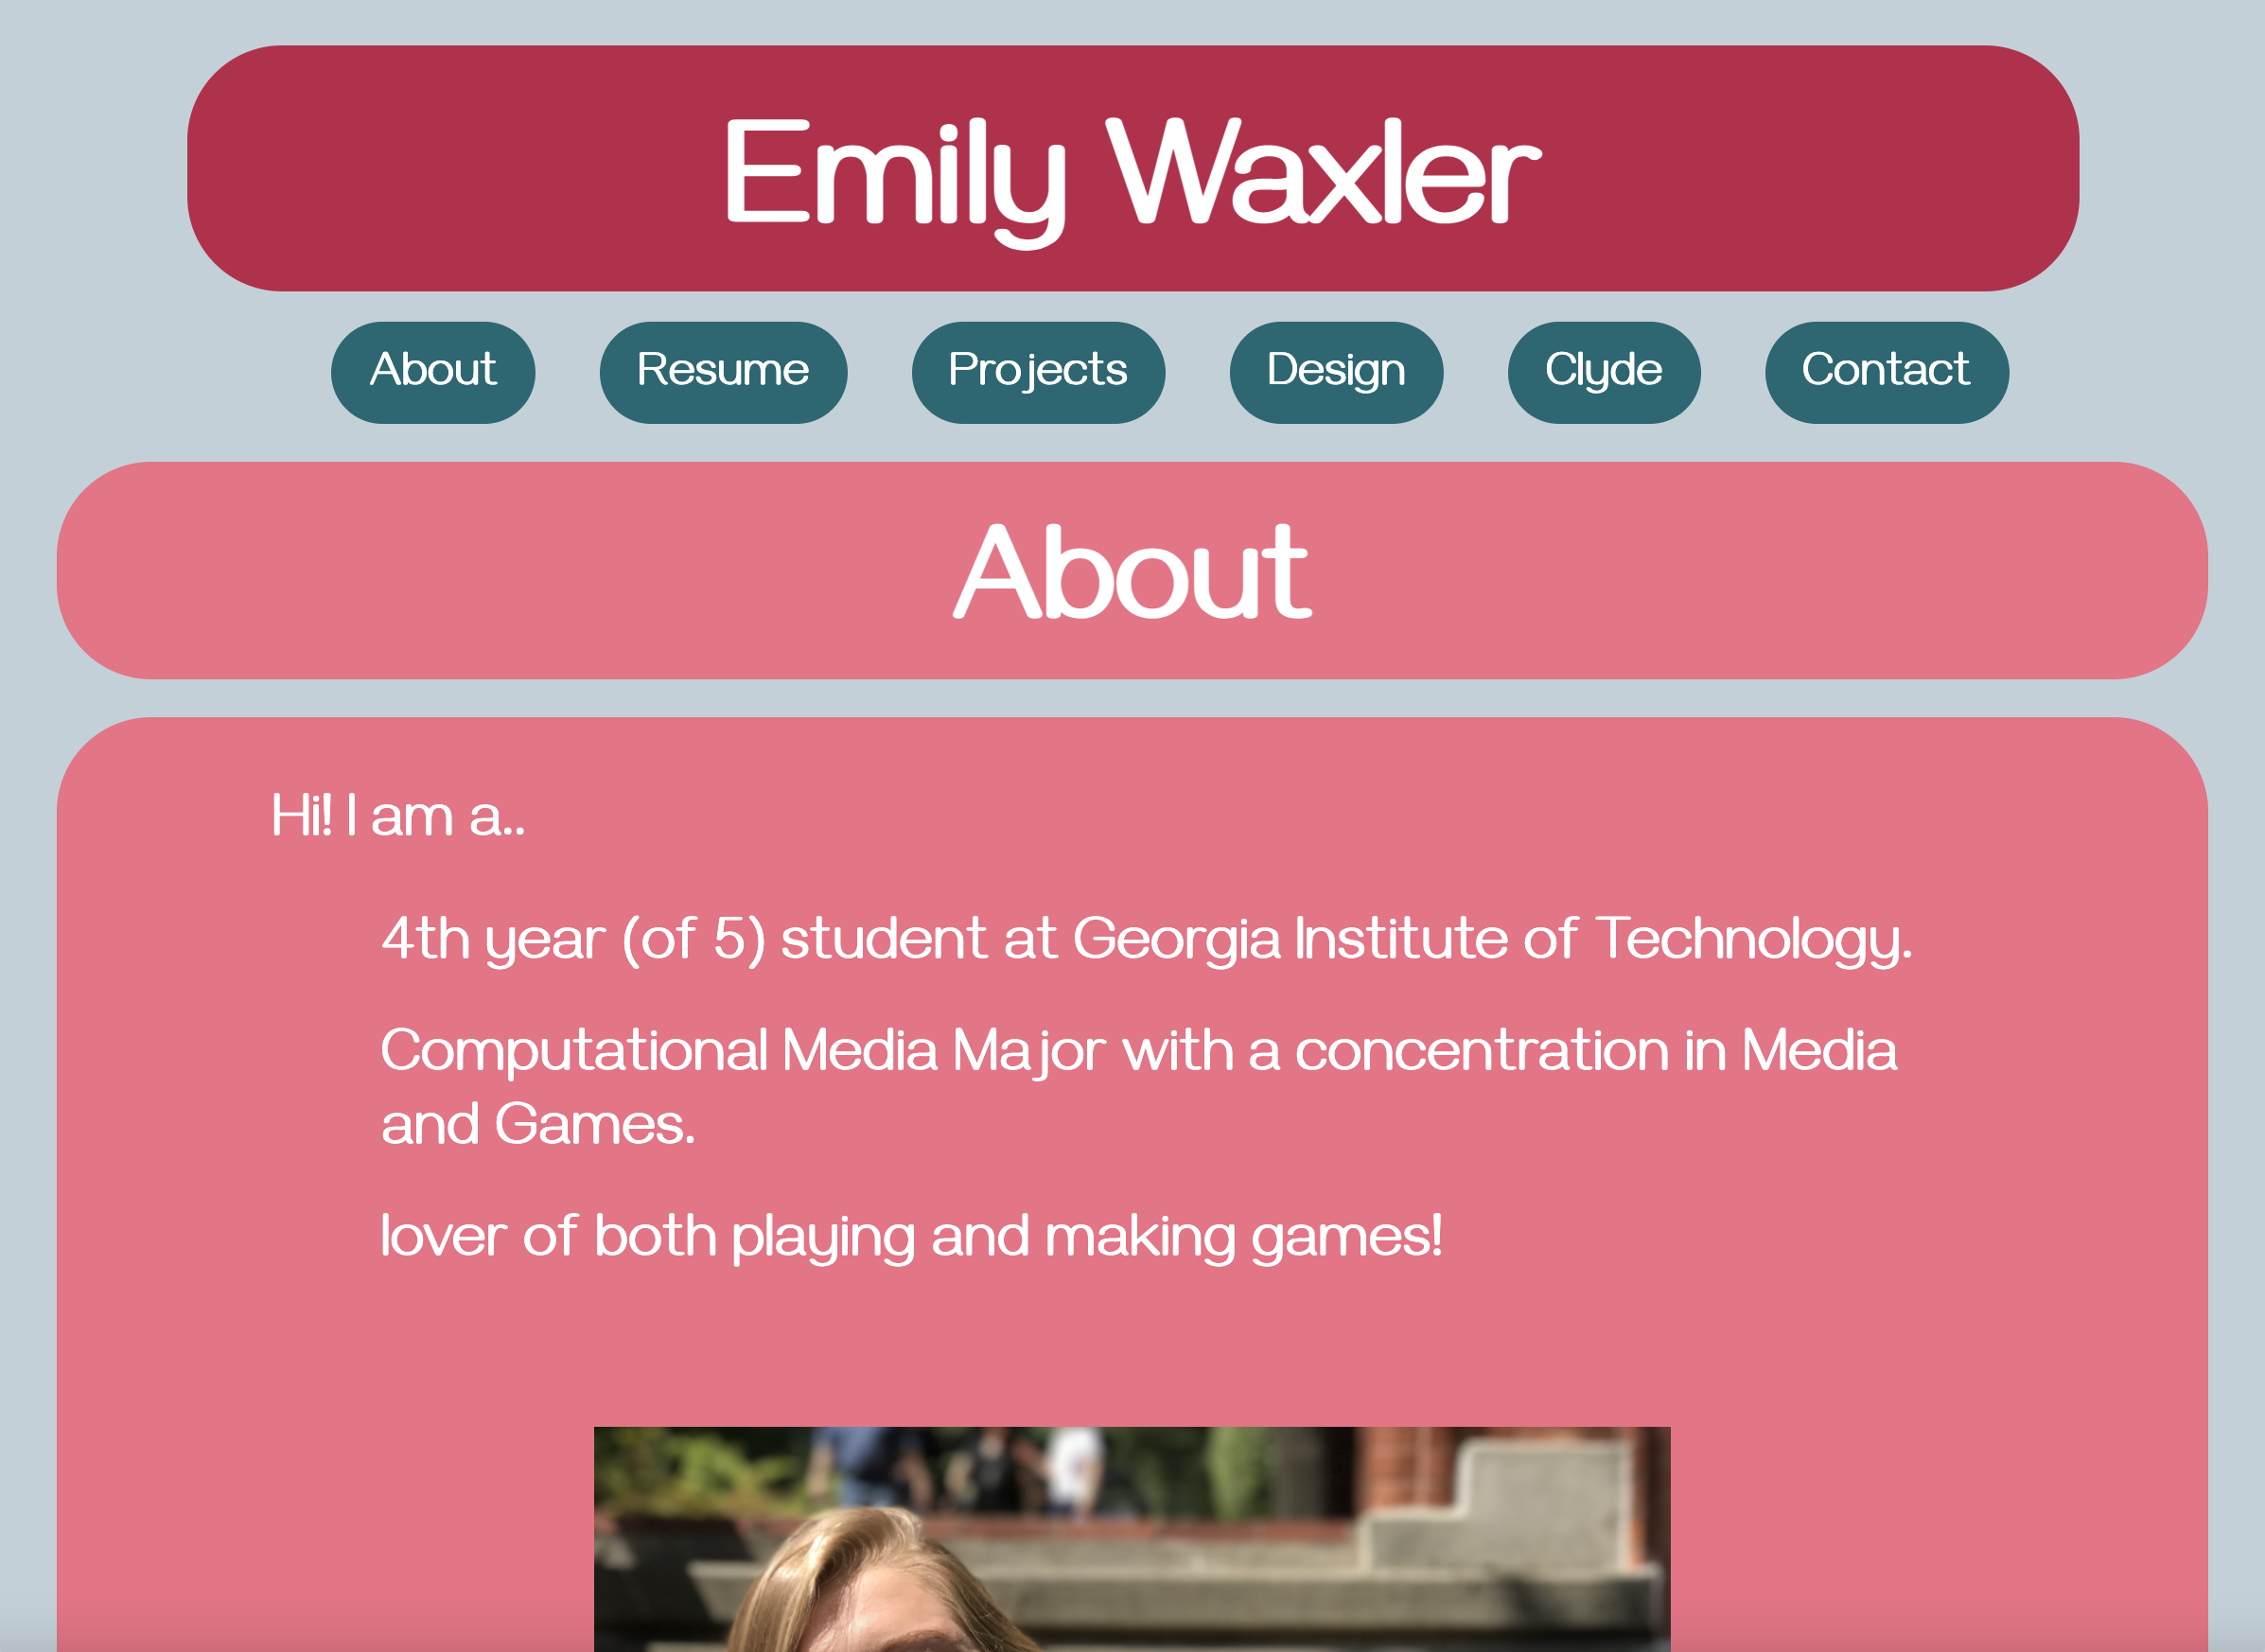 Emily Waxler
About Resume Projects Design Clyde Contact
About
Hi! I am a..
4th year (of 5) student at Georgia Institute of Technology.
Computational Media Major with a concentration in Media
and Games.
lover of both playing and making games!